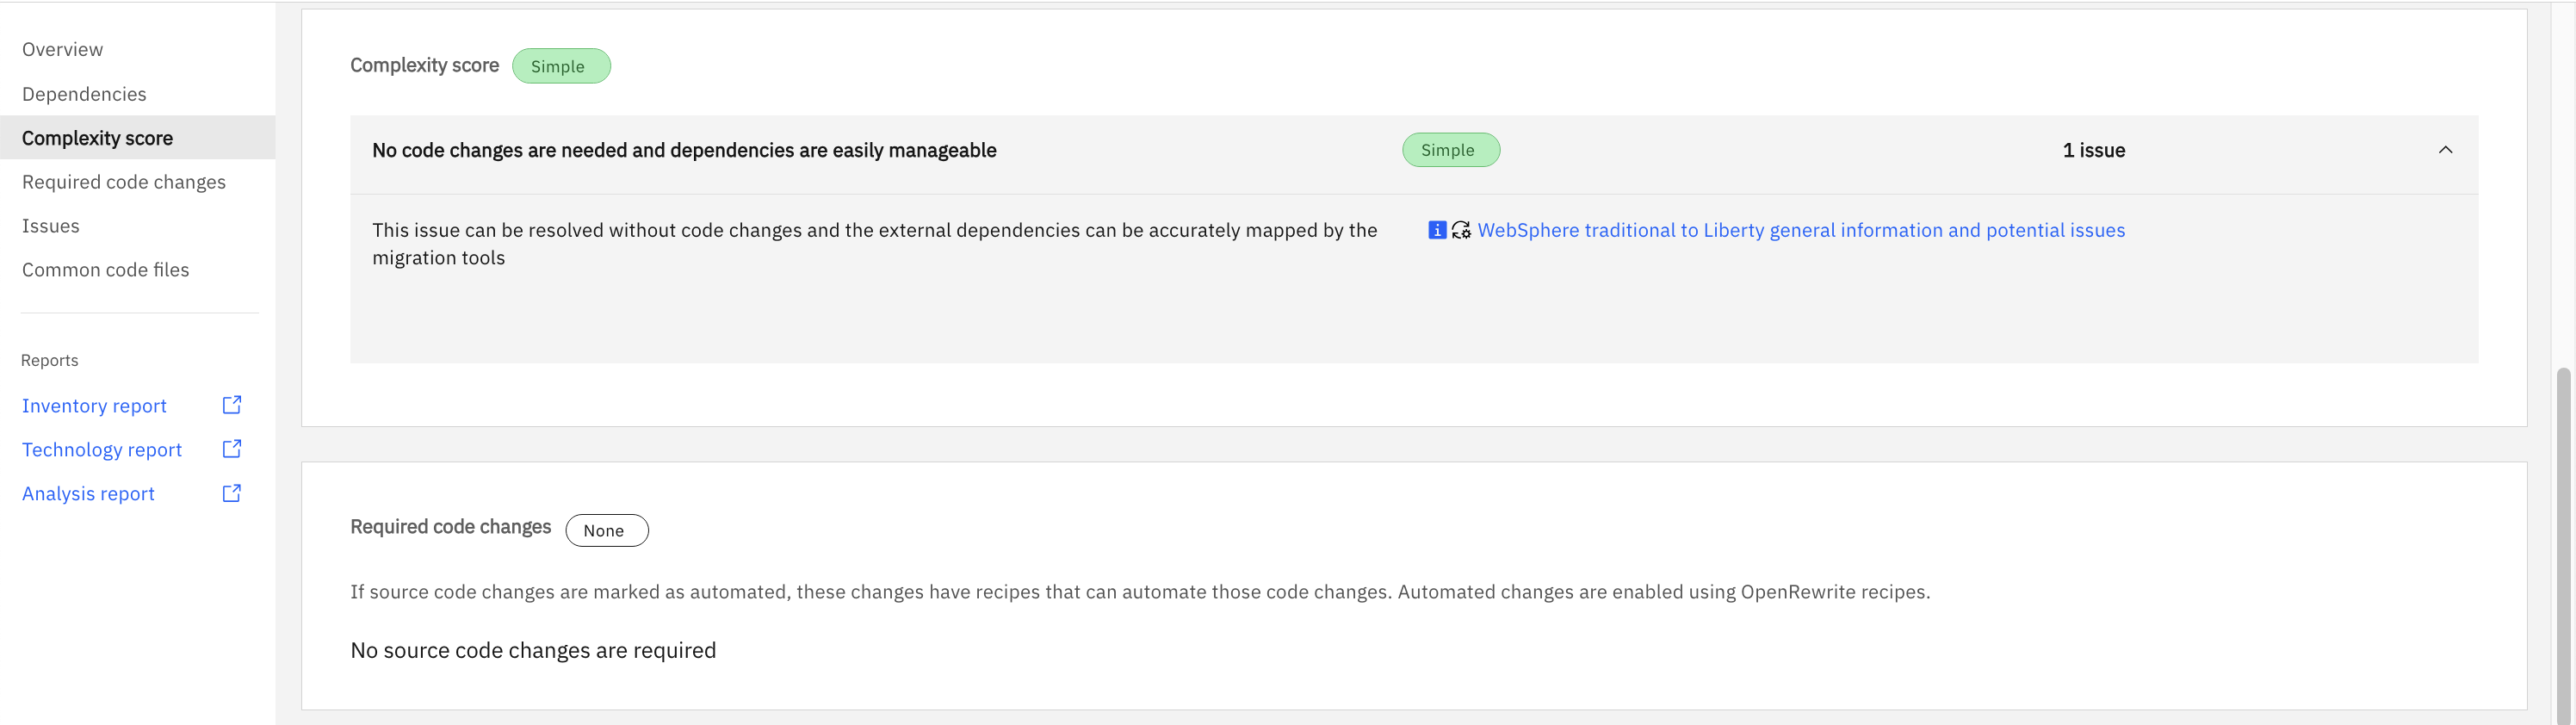 Overview
Dependencies
Complexity score
Required code changes
Issues
Common code files
Reports
Inventory report
Technology report
Analysis report
Complexity score Simple
No code changes are needed and dependencies are easily manageable Simple 1 issue
This issue can be resolved without code changes and the external dependencies can be accurately mapped by the
migration tools
WebSphere traditional to Liberty general information and potential issues
Required code changes None
If source code changes are marked as automated, these changes have recipes that can automate those code changes. Automated changes are enabled using OpenRewrite recipes.
No source code changes are required